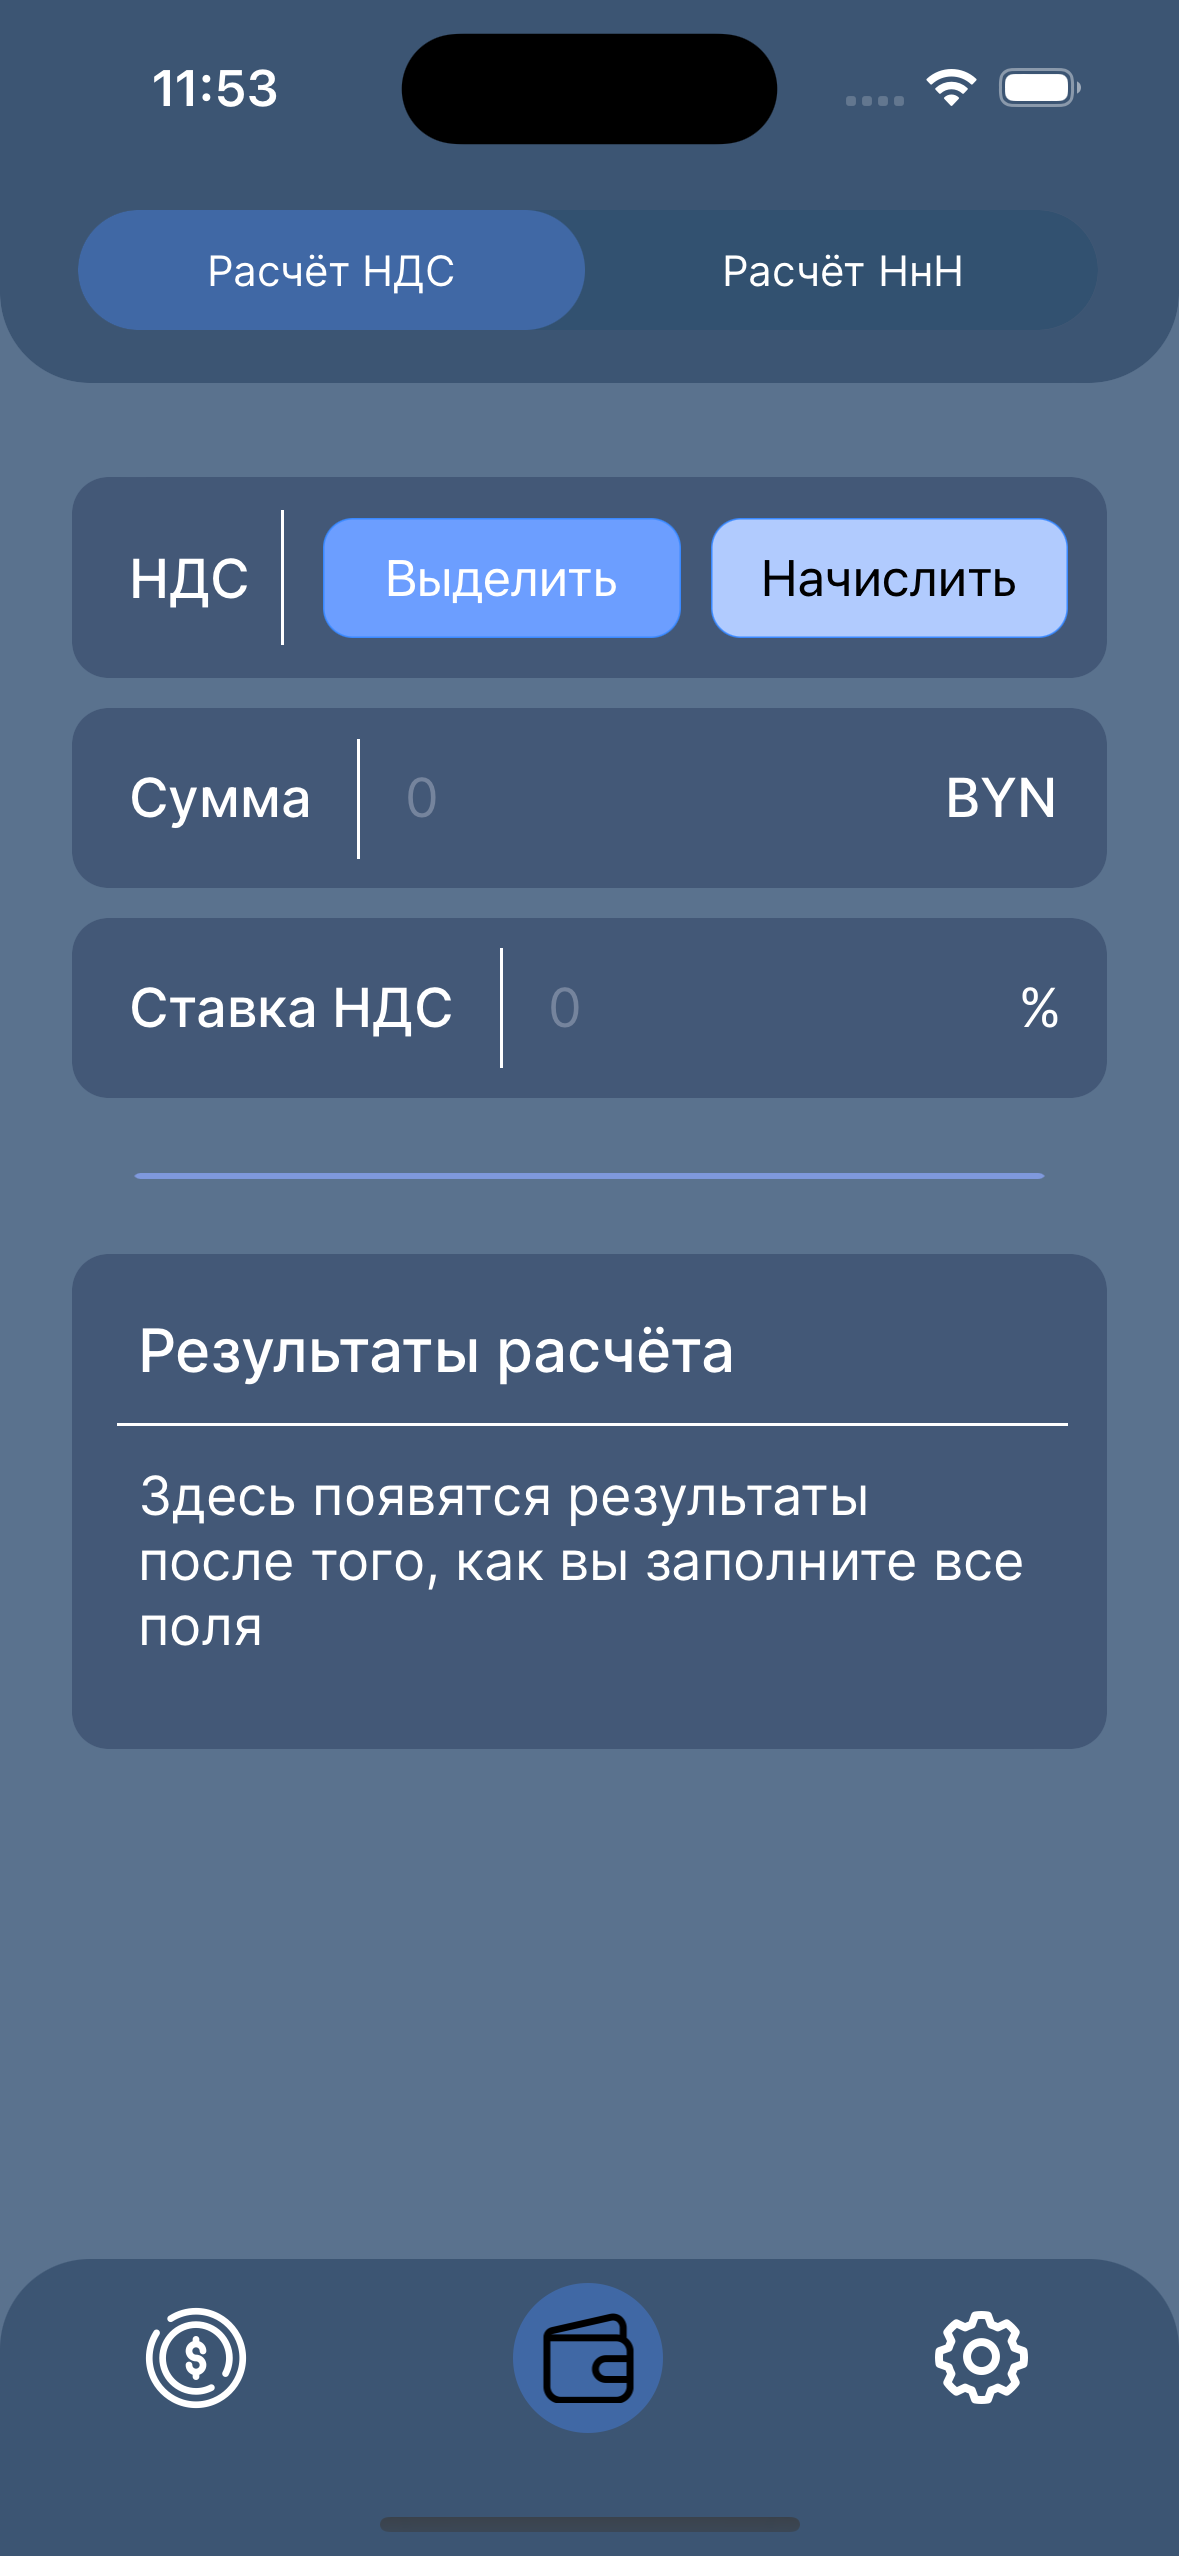 11:53
Расчёт НДС Расчёт НнН
НДС Выделить Начислить
Сумма 0 BYN
Ставка НДС 0 %
Результаты расчёта
Здесь появятся результаты
после того, как вы заполните все
поля
$